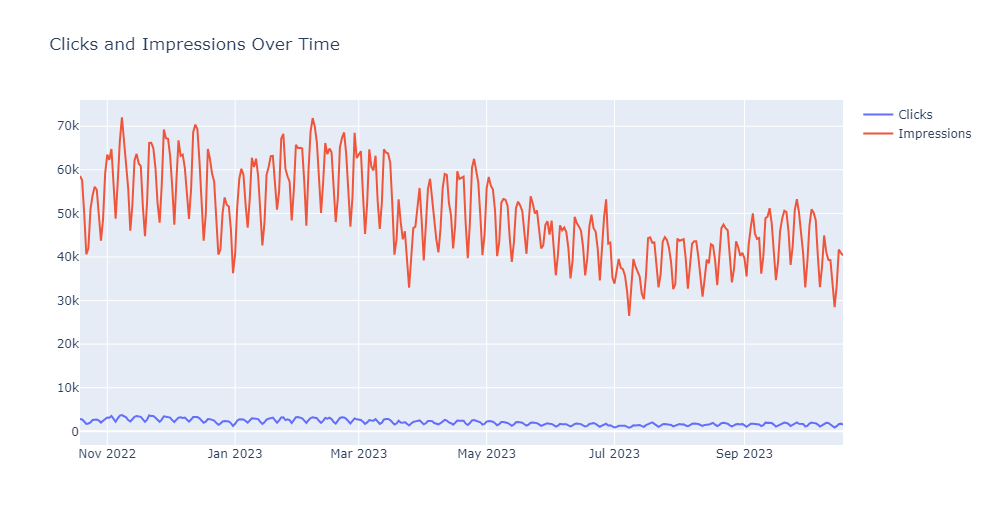 Clicks and Impressions Over Time
Clicks
Impressions
70k
60k
50k
40k
30k
20k
10k
0
Nov 2022 Jan 2023 Mar 2023 May 2023 Jul 2023 Sep 2023